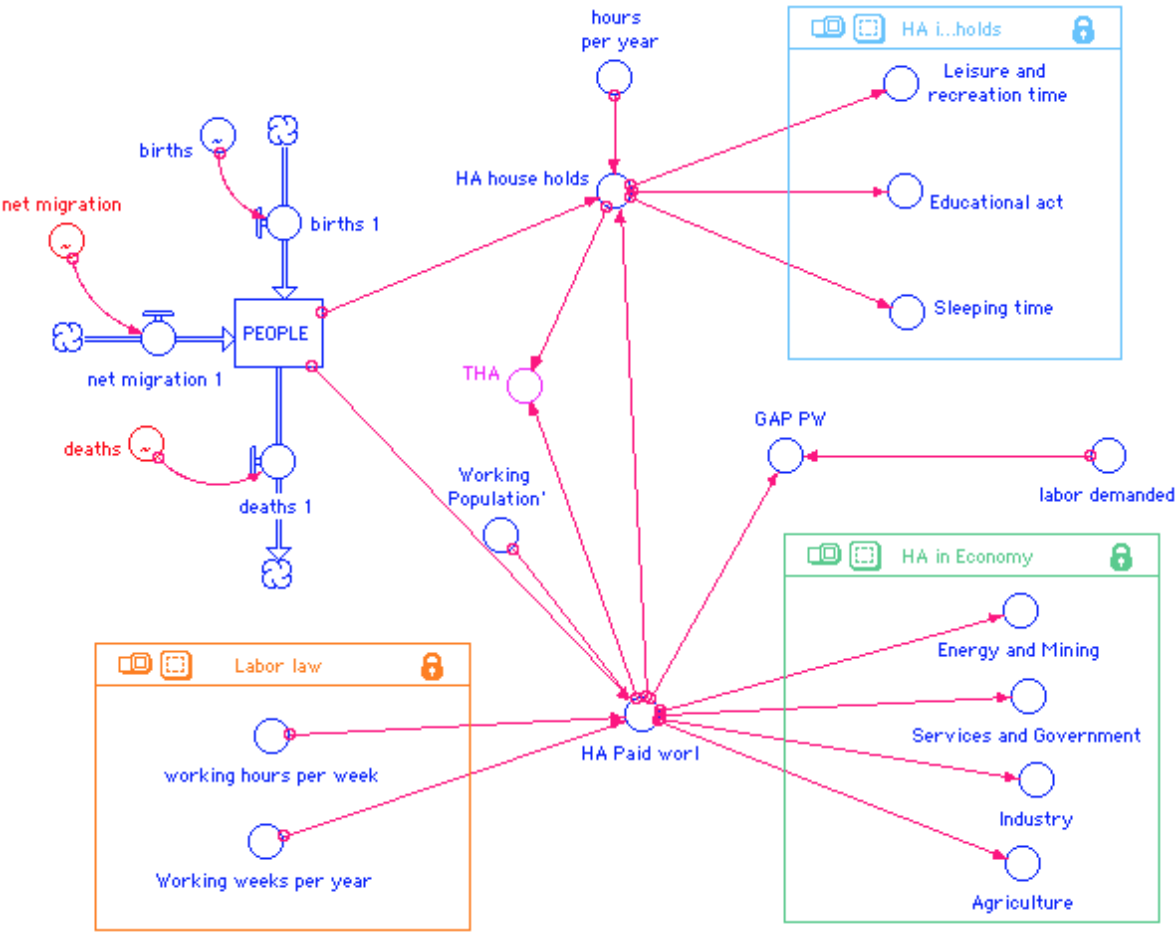 hours
per year
HA i...holds
Leisure and
recreation time
births
HA house holds
Educational act
net migration
births 1
Sleeping time
PEOPLE
THA
net migration 1
GAP PW
deaths
Working
Population'
labor demanded
deaths 1
HA in Economy
Energy and Mining
Labor law
Services and Government
HA Paid worl
working hours per week
Industry
Working weeks per year
Agriculture